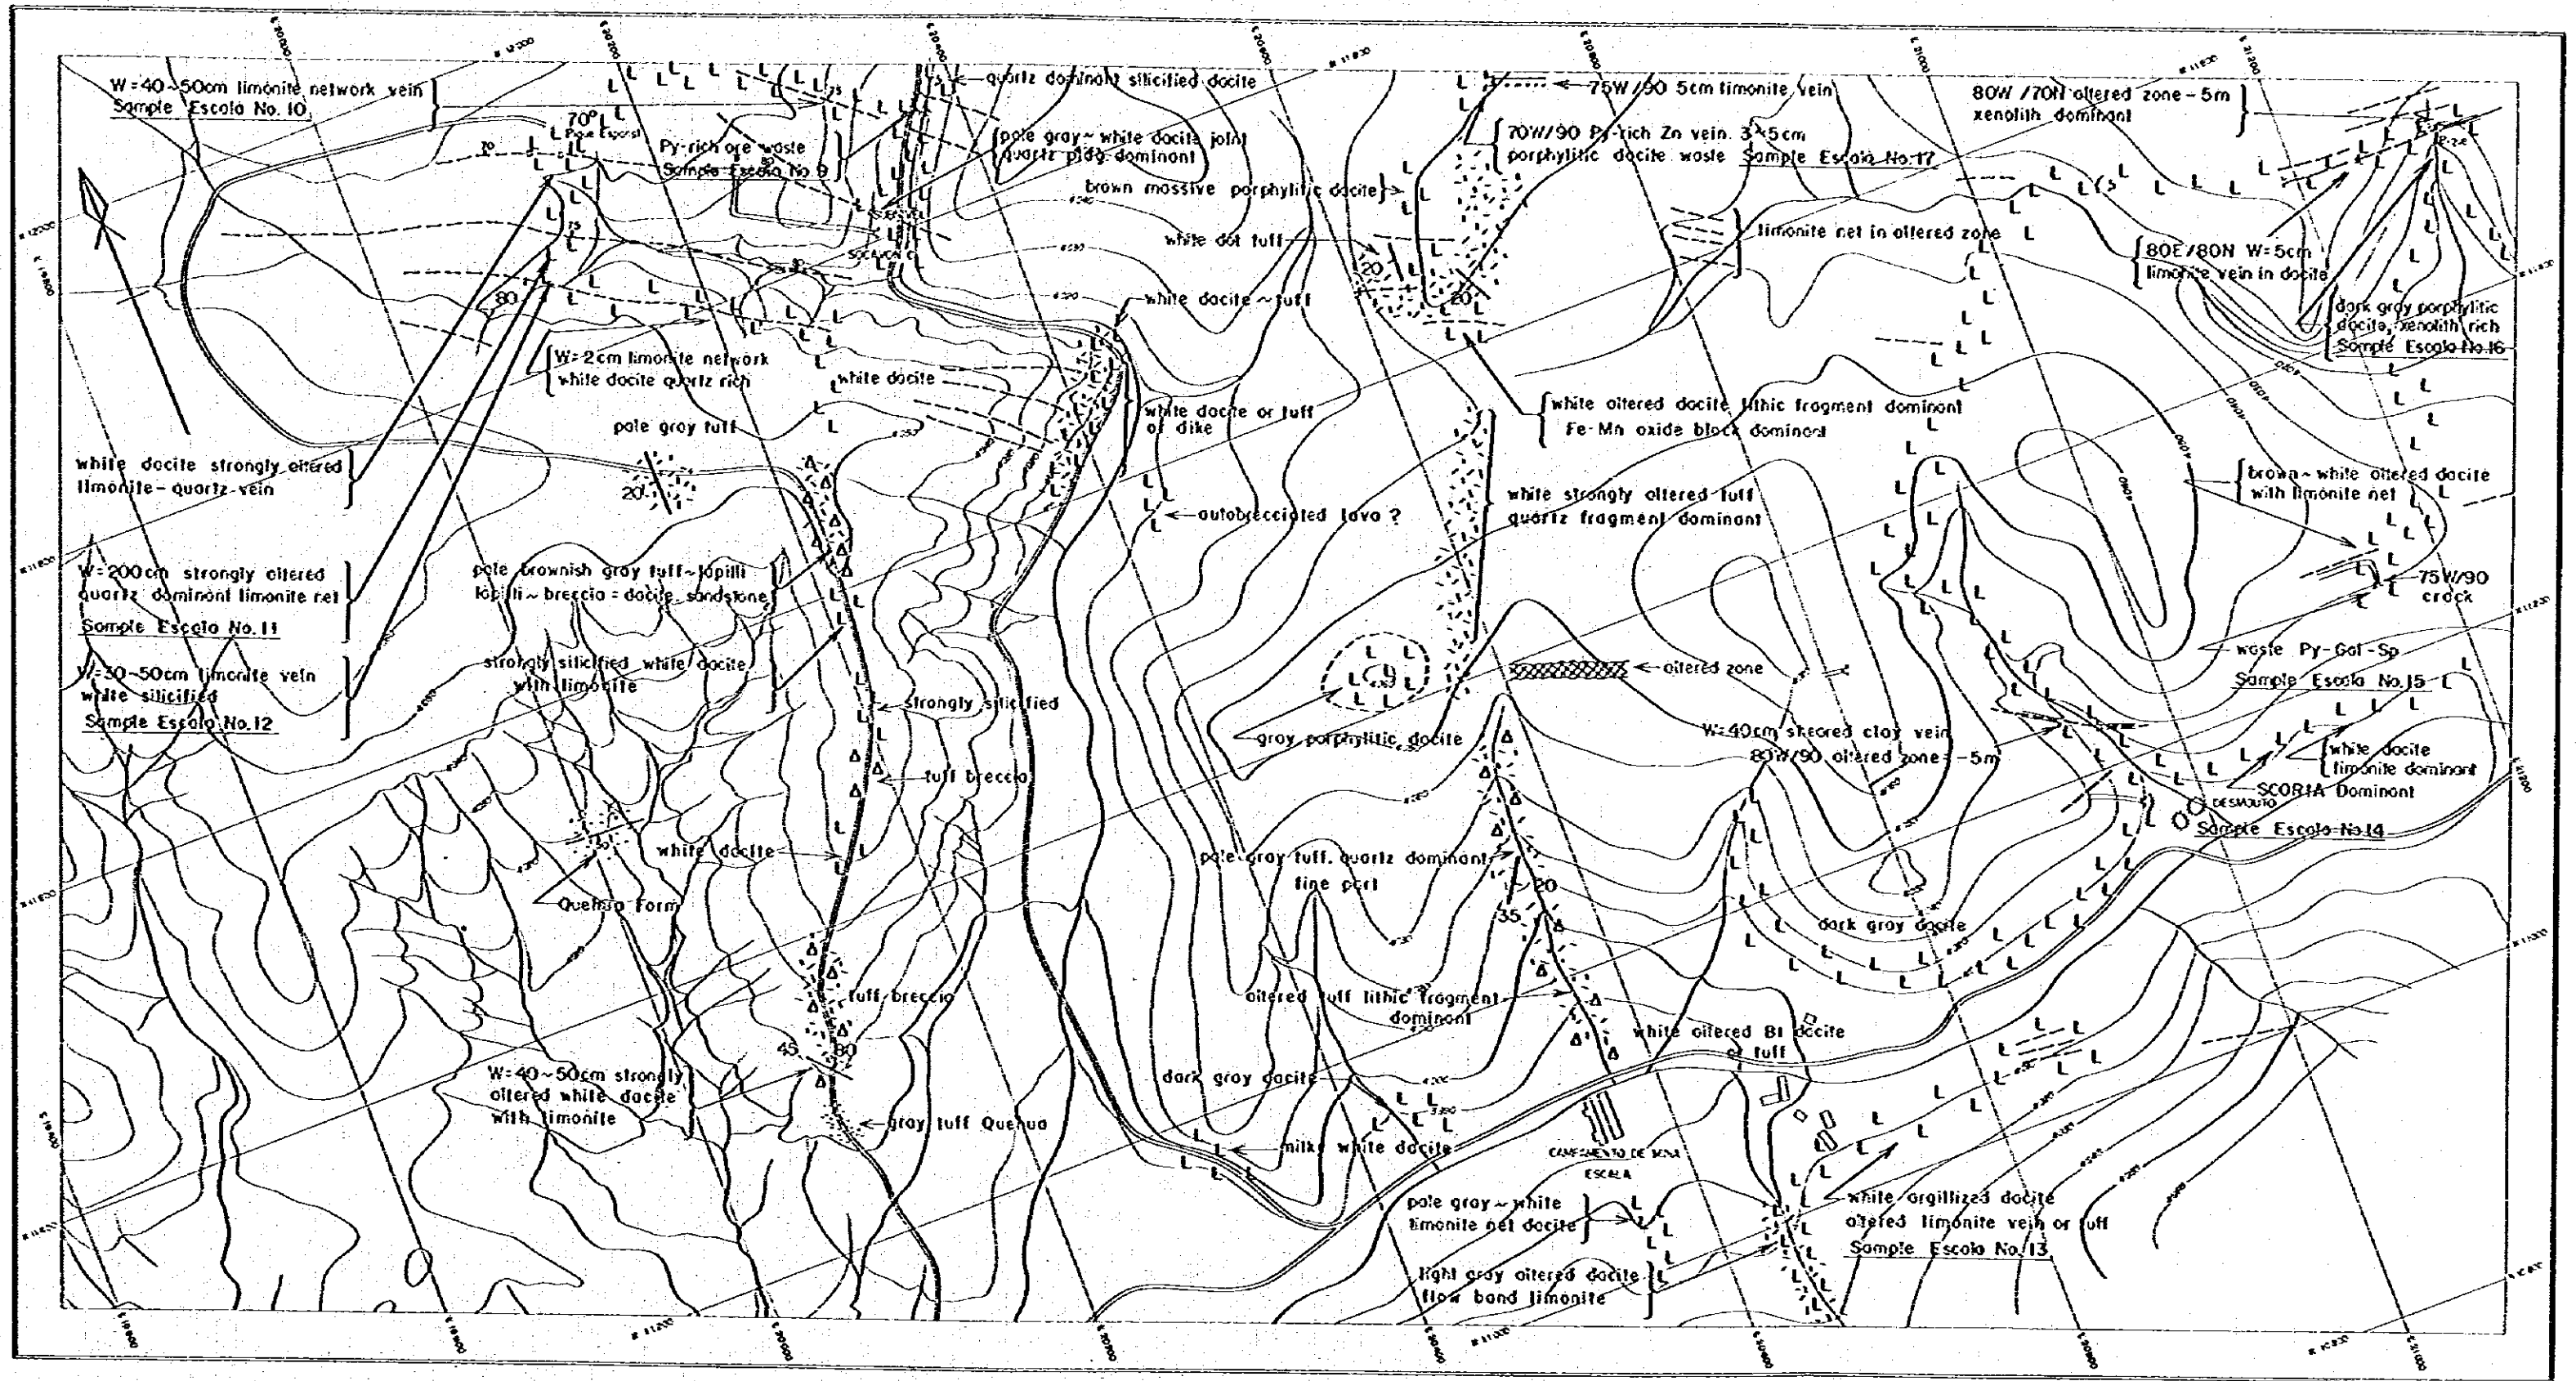 W=40~50cm limonite network vein
Sample Escala No.10
70°
Py-rich ore waste
Sample Escala No.9
quartz dominant silicified dacite
pale gray~white dacite joint
quartz plag dominant
75W/90 5cm limonite vein
70W/90 Py-rich Zn vein 3~5cm
porphylitic dacite waste Sample Escala No.17
brown massive porphylitic dacite
white dot tuff
80W/70N altered zone-5m
xenolith dominant
limonite net in altered zone
80E/80N W=5cm
limonite vein in dacite
dark gray porphylitic
dacite, xenolith rich
Sample Escala No.16
80
20
20
white dacite~tuff
W=2cm limonite network
white dacite quartz rich
white dacite
pale gray tuff
white dacite or tuff
of dike
white altered dacite lithic fragment dominant
Fe-Mn oxide block dominant
white dacite strongly altered
limonite-quartz vein
20
autobrecciated lava ?
white strongly altered tuff
quartz fragment dominant
brown~white altered dacite
with limonite net
75W/90
crack
W=200cm strongly altered
quartz dominant limonite net
Sample Escala No.11
pale brownish gray tuff~lapilli
lapilli~breccia = dacite sandstone
W=30~50cm limonite vein
white silicified
Sample Escala No.12
strongly silicified white dacite
with limonite
strongly silicified
altered zone
waste Py-Gal-Sp
Sample Escala No.15
gray porphylitic dacite
W=40cm sheared clay vein
80W/90 altered zone -5m
white dacite
limonite dominant
SCORIA Dominant
DESMONTO
Sample Escala No.14
tuff breccia
white dacite
Quehua Form
pale gray tuff, quartz dominant
fine part
20
35
dark gray dacite
tuff breccia
altered tuff lithic fragment
dominant
white altered Bi dacite
or tuff
45
80
W=40~50cm strongly
altered white dacite
with limonite
gray tuff Quehua
dark gray dacite
milky white dacite
CAMPAMENTO DE MINA
ESCALA
pale gray~white
limonite net dacite
white argillized dacite
altered limonite vein or tuff
Sample Escala No.13
light gray altered dacite
flow band limonite